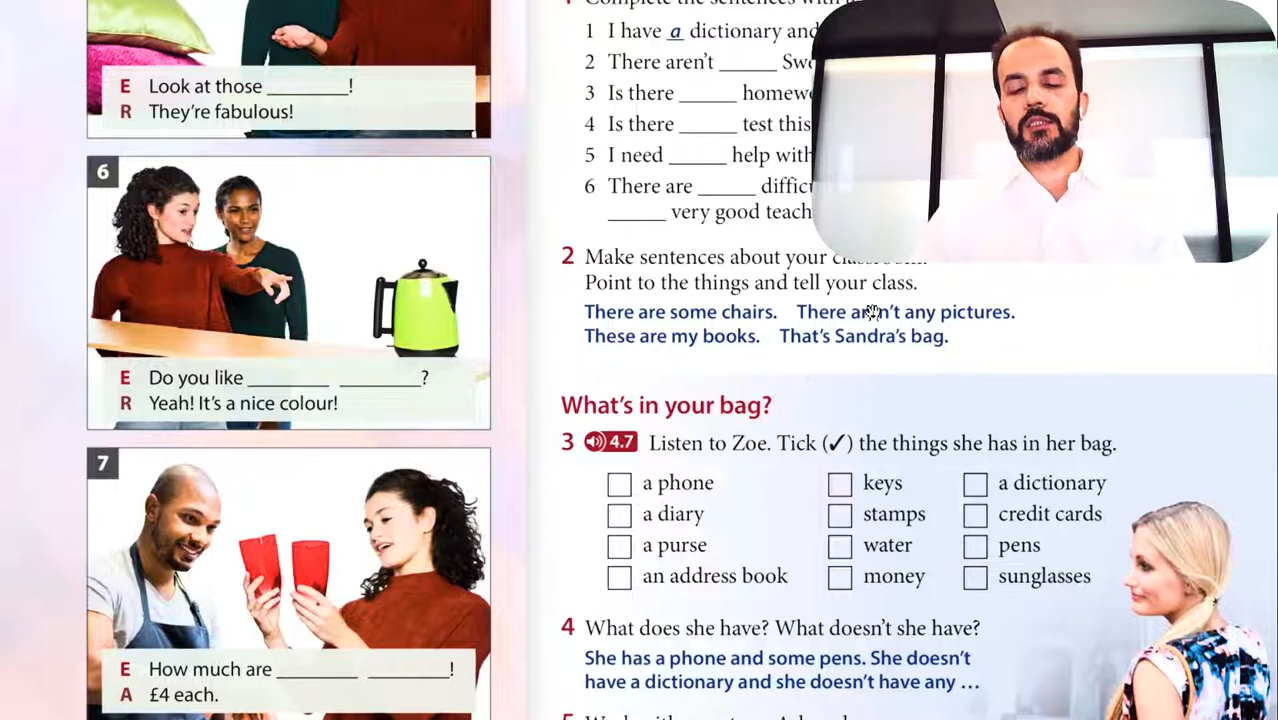 E Look at those ________!
R They're fabulous!
6
E Do you like ________ ________?
R Yeah! It's a nice colour!
7
E How much are ________ ________!
A £4 each.
Complete the sentences with
1 I have a dictionary and
2 There aren't ______
3 Is there ______
4 Is there ______ test this
5 I need ______ help with
6 There are ______
______ very good
2 Make sentences about your classroom.
Point to the things and tell your class.
There are some chairs. There aren't any pictures.
These are my books. That's Sandra's bag.
What's in your bag?
3 4.7 Listen to Zoe. Tick (✓) the things she has in her bag.
a phone keys a dictionary
a diary stamps credit cards
a purse water pens
an address book money sunglasses
4 What does she have? What doesn't she have?
She has a phone and some pens. She doesn't
have a dictionary and she doesn't have any …